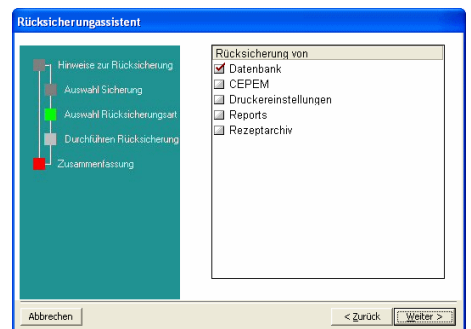 Rücksicherungassistent
Hinweise zur Rücksicherung
Auswahl Sicherung
Auswahl Rücksicherungsart
Durchführen Rücksicherung
Zusammenfassung
Rücksicherung von
Datenbank
CEPEM
Druckereinstellungen
Reports
Rezeptarchiv
Abbrechen
< Zurück
Weiter >